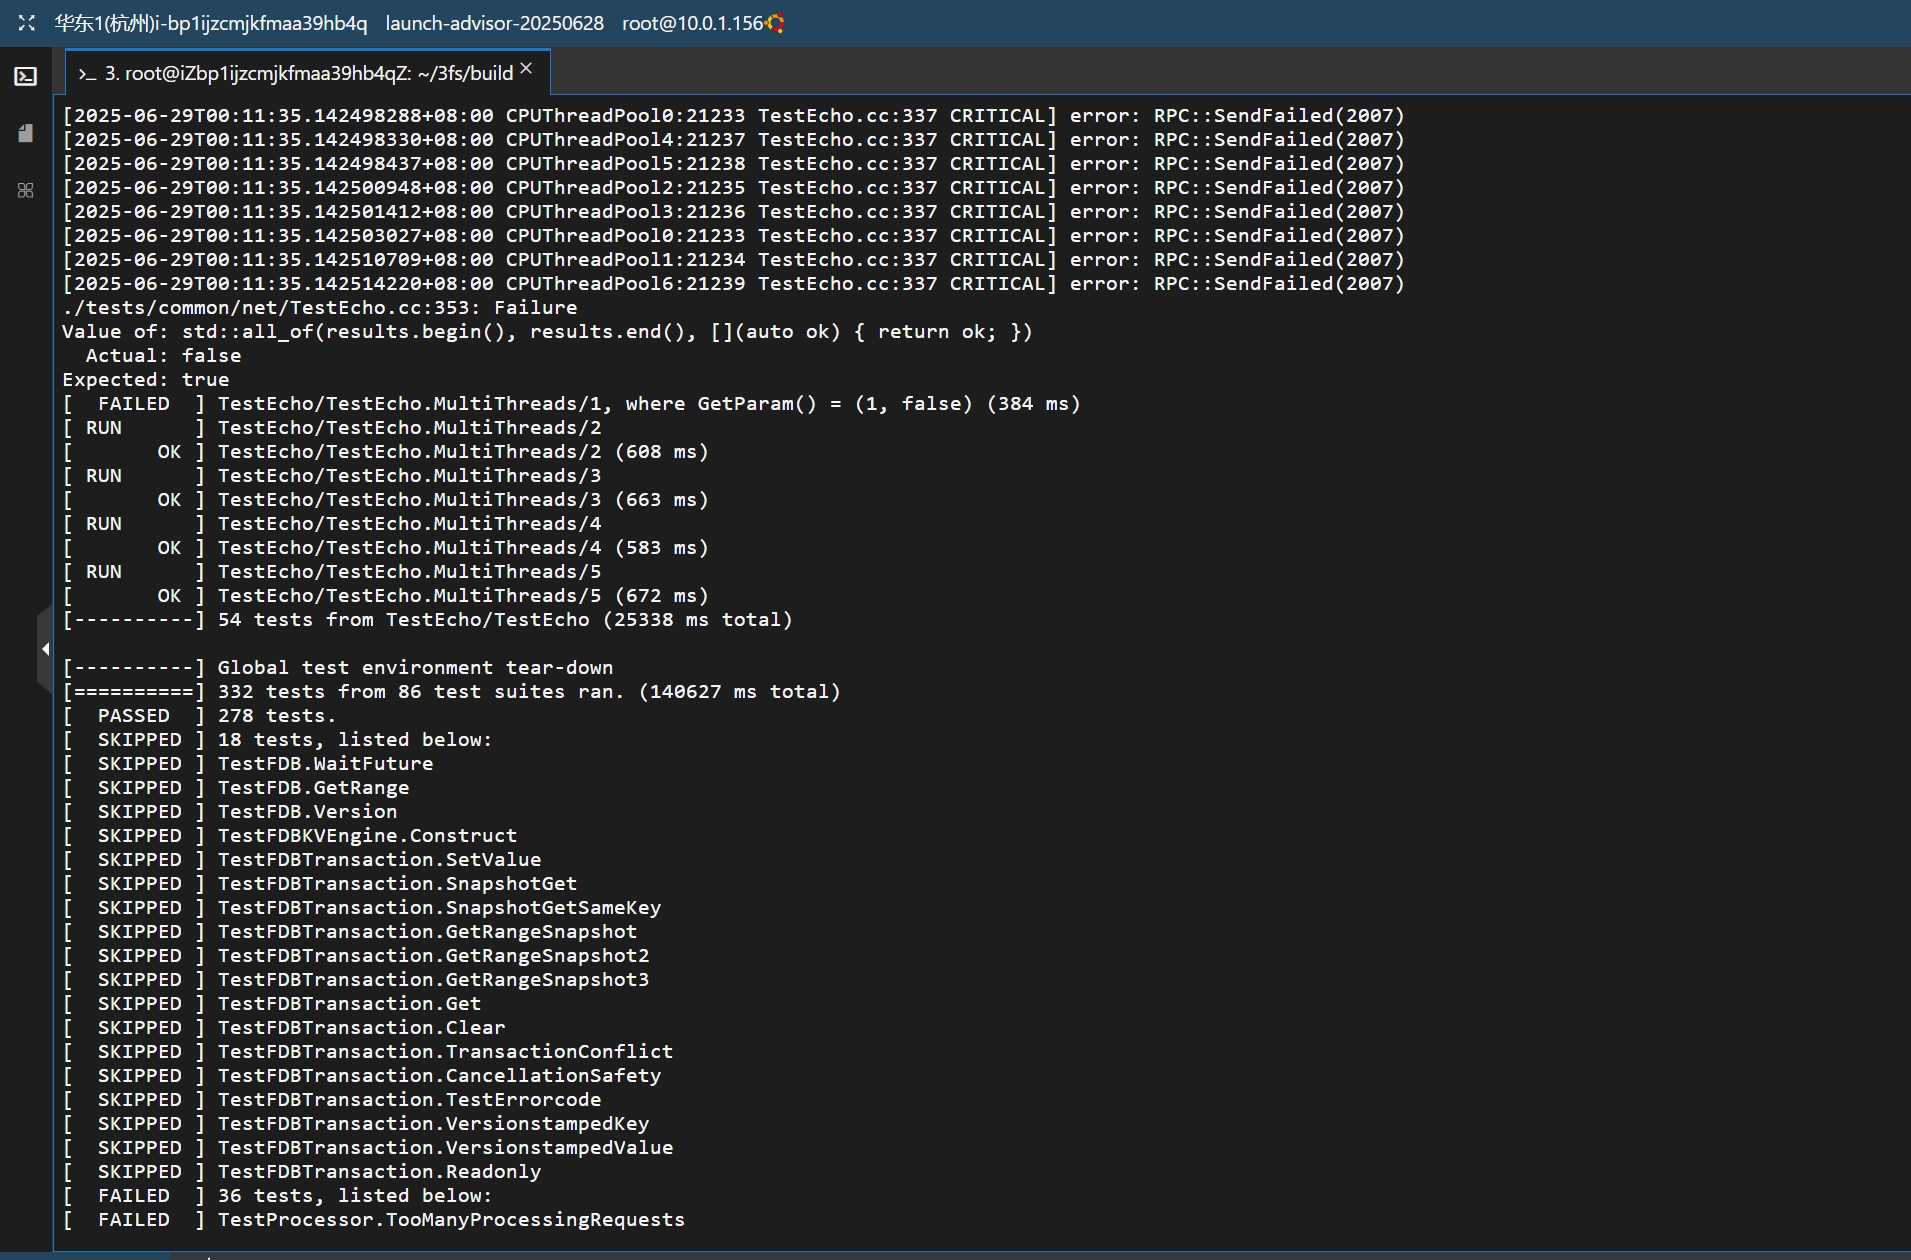 华东1(杭州)i-bp1ijzcmjkfmaa39hb4q launch-advisor-20250628 root@10.0.1.156
>_ 3. root@iZbp1ijzcmjkfmaa39hb4qZ: ~/3fs/build ×
[2025-06-29T00:11:35.142498288+08:00 CPUThreadPool0:21233 TestEcho.cc:337 CRITICAL] error: RPC::SendFailed(2007)
[2025-06-29T00:11:35.142498330+08:00 CPUThreadPool4:21237 TestEcho.cc:337 CRITICAL] error: RPC::SendFailed(2007)
[2025-06-29T00:11:35.142498437+08:00 CPUThreadPool5:21238 TestEcho.cc:337 CRITICAL] error: RPC::SendFailed(2007)
[2025-06-29T00:11:35.142500948+08:00 CPUThreadPool2:21235 TestEcho.cc:337 CRITICAL] error: RPC::SendFailed(2007)
[2025-06-29T00:11:35.142501412+08:00 CPUThreadPool3:21236 TestEcho.cc:337 CRITICAL] error: RPC::SendFailed(2007)
[2025-06-29T00:11:35.142503027+08:00 CPUThreadPool0:21233 TestEcho.cc:337 CRITICAL] error: RPC::SendFailed(2007)
[2025-06-29T00:11:35.142510709+08:00 CPUThreadPool1:21234 TestEcho.cc:337 CRITICAL] error: RPC::SendFailed(2007)
[2025-06-29T00:11:35.142514220+08:00 CPUThreadPool6:21239 TestEcho.cc:337 CRITICAL] error: RPC::SendFailed(2007)
./tests/common/net/TestEcho.cc:353: Failure
Value of: std::all_of(results.begin(), results.end(), [](auto ok) { return ok; })
  Actual: false
Expected: true
[  FAILED  ] TestEcho/TestEcho.MultiThreads/1, where GetParam() = (1, false) (384 ms)
[ RUN      ] TestEcho/TestEcho.MultiThreads/2
[       OK ] TestEcho/TestEcho.MultiThreads/2 (608 ms)
[ RUN      ] TestEcho/TestEcho.MultiThreads/3
[       OK ] TestEcho/TestEcho.MultiThreads/3 (663 ms)
[ RUN      ] TestEcho/TestEcho.MultiThreads/4
[       OK ] TestEcho/TestEcho.MultiThreads/4 (583 ms)
[ RUN      ] TestEcho/TestEcho.MultiThreads/5
[       OK ] TestEcho/TestEcho.MultiThreads/5 (672 ms)
[----------] 54 tests from TestEcho/TestEcho (25338 ms total)
[----------] Global test environment tear-down
[==========] 332 tests from 86 test suites ran. (140627 ms total)
[  PASSED  ] 278 tests.
[  SKIPPED ] 18 tests, listed below:
[  SKIPPED ] TestFDB.WaitFuture
[  SKIPPED ] TestFDB.GetRange
[  SKIPPED ] TestFDB.Version
[  SKIPPED ] TestFDBKVEngine.Construct
[  SKIPPED ] TestFDBTransaction.SetValue
[  SKIPPED ] TestFDBTransaction.SnapshotGet
[  SKIPPED ] TestFDBTransaction.SnapshotGetSameKey
[  SKIPPED ] TestFDBTransaction.GetRangeSnapshot
[  SKIPPED ] TestFDBTransaction.GetRangeSnapshot2
[  SKIPPED ] TestFDBTransaction.GetRangeSnapshot3
[  SKIPPED ] TestFDBTransaction.Get
[  SKIPPED ] TestFDBTransaction.Clear
[  SKIPPED ] TestFDBTransaction.TransactionConflict
[  SKIPPED ] TestFDBTransaction.CancellationSafety
[  SKIPPED ] TestFDBTransaction.TestErrorcode
[  SKIPPED ] TestFDBTransaction.VersionstampedKey
[  SKIPPED ] TestFDBTransaction.VersionstampedValue
[  SKIPPED ] TestFDBTransaction.Readonly
[  FAILED  ] 36 tests, listed below:
[  FAILED  ] TestProcessor.TooManyProcessingRequests